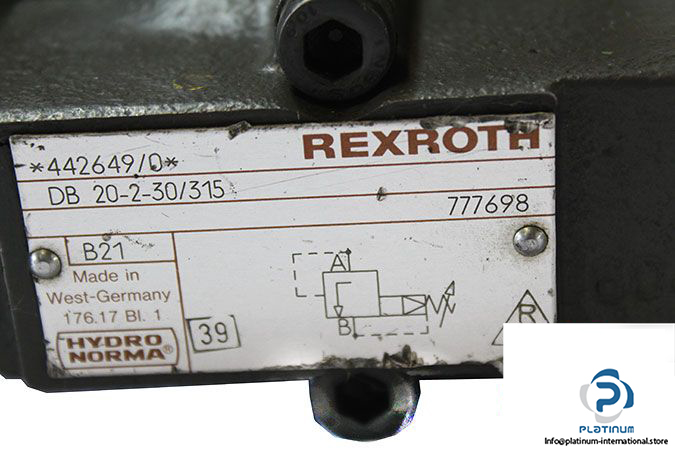 REXROTH
*442649/0*
DB 20-2-30/315
777698
B21
Made in
West-Germany
176.17 Bl. 1
HYDRO
NORMA®
39
A
B
R
P
PLATINUM
Info@platinum-international.store